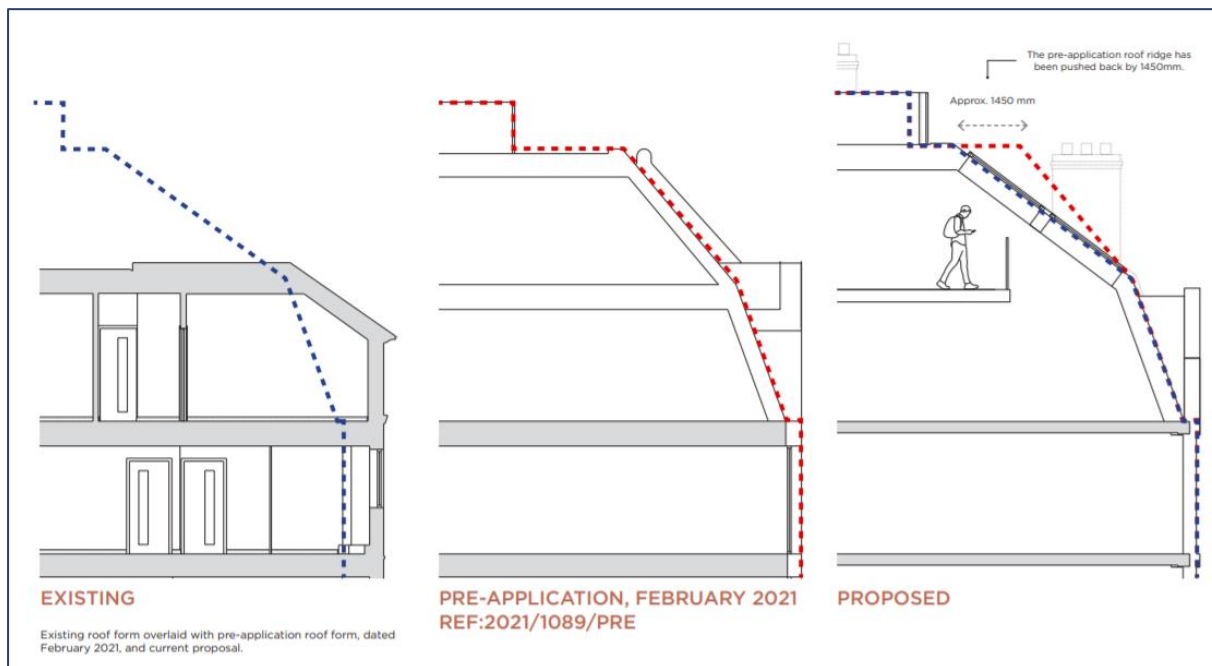 The pre-application roof ridge has
been pushed back by 1450mm.
Approx. 1450 mm
EXISTING
Existing roof form overlaid with pre-application roof form, dated
February 2021, and current proposal.
PRE-APPLICATION, FEBRUARY 2021
REF:2021/1089/PRE
PROPOSED